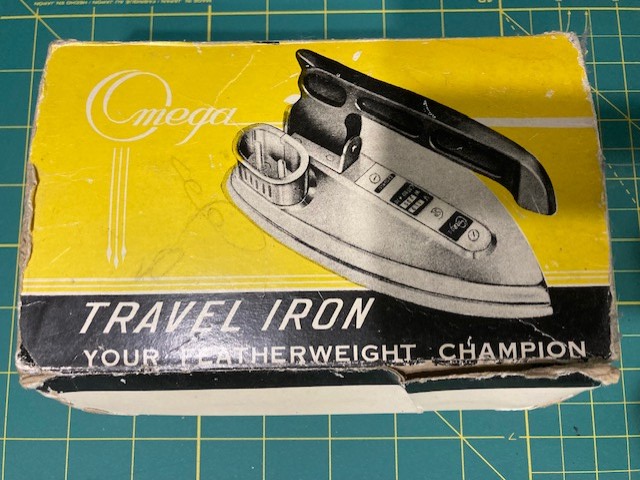 Omega
TRAVEL IRON
YOUR FEATHERWEIGHT CHAMPION